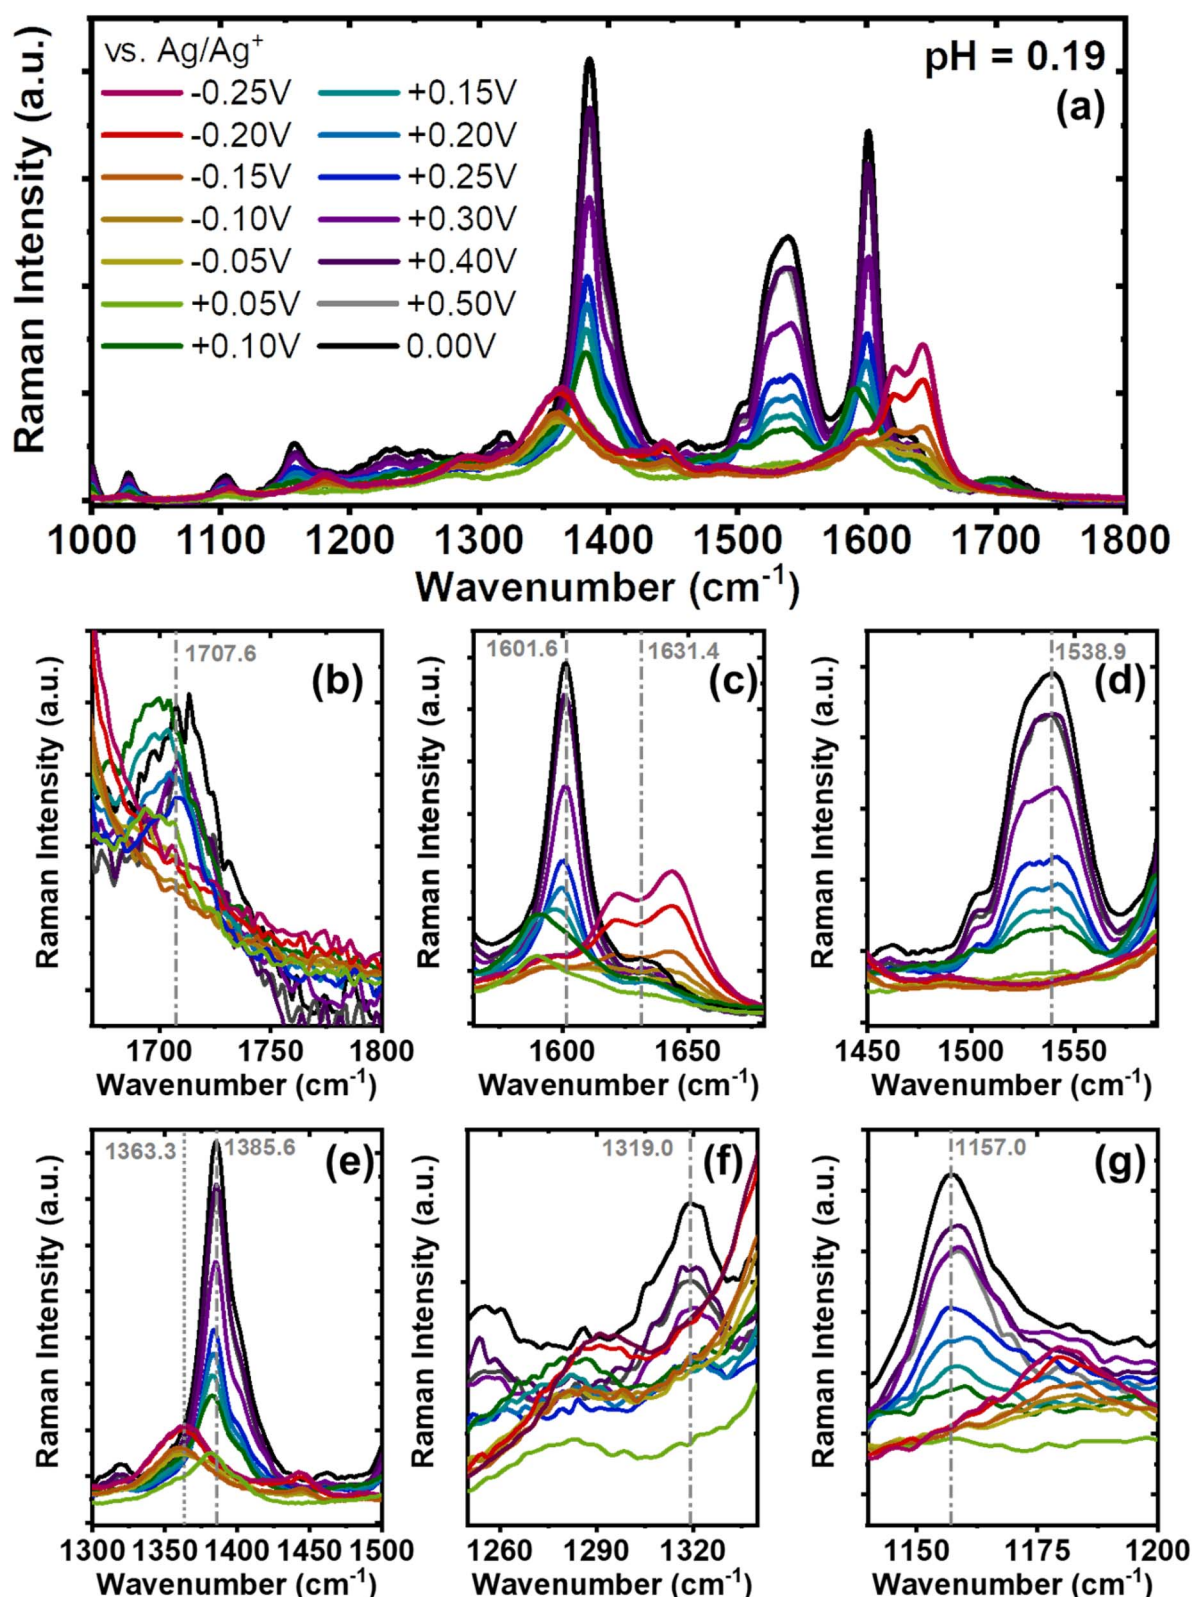 vs. Ag/Ag⁺
pH = 0.19
(a)
-0.25V +0.15V
-0.20V +0.20V
-0.15V +0.25V
-0.10V +0.30V
-0.05V +0.40V
+0.05V +0.50V
+0.10V 0.00V
Raman Intensity (a.u.)
1000 1100 1200 1300 1400 1500 1600 1700 1800
Wavenumber (cm⁻¹)
1707.6 (b)
Raman Intensity (a.u.)
1700 1750 1800
Wavenumber (cm⁻¹)
1601.6 1631.4 (c)
Raman Intensity (a.u.)
1600 1650
Wavenumber (cm⁻¹)
1538.9 (d)
Raman Intensity (a.u.)
1450 1500 1550
Wavenumber (cm⁻¹)
1363.3 1385.6 (e)
Raman Intensity (a.u.)
1300 1350 1400 1450 1500
Wavenumber (cm⁻¹)
1319.0 (f)
Raman Intensity (a.u.)
1260 1290 1320
Wavenumber (cm⁻¹)
1157.0 (g)
Raman Intensity (a.u.)
1150 1175 1200
Wavenumber (cm⁻¹)